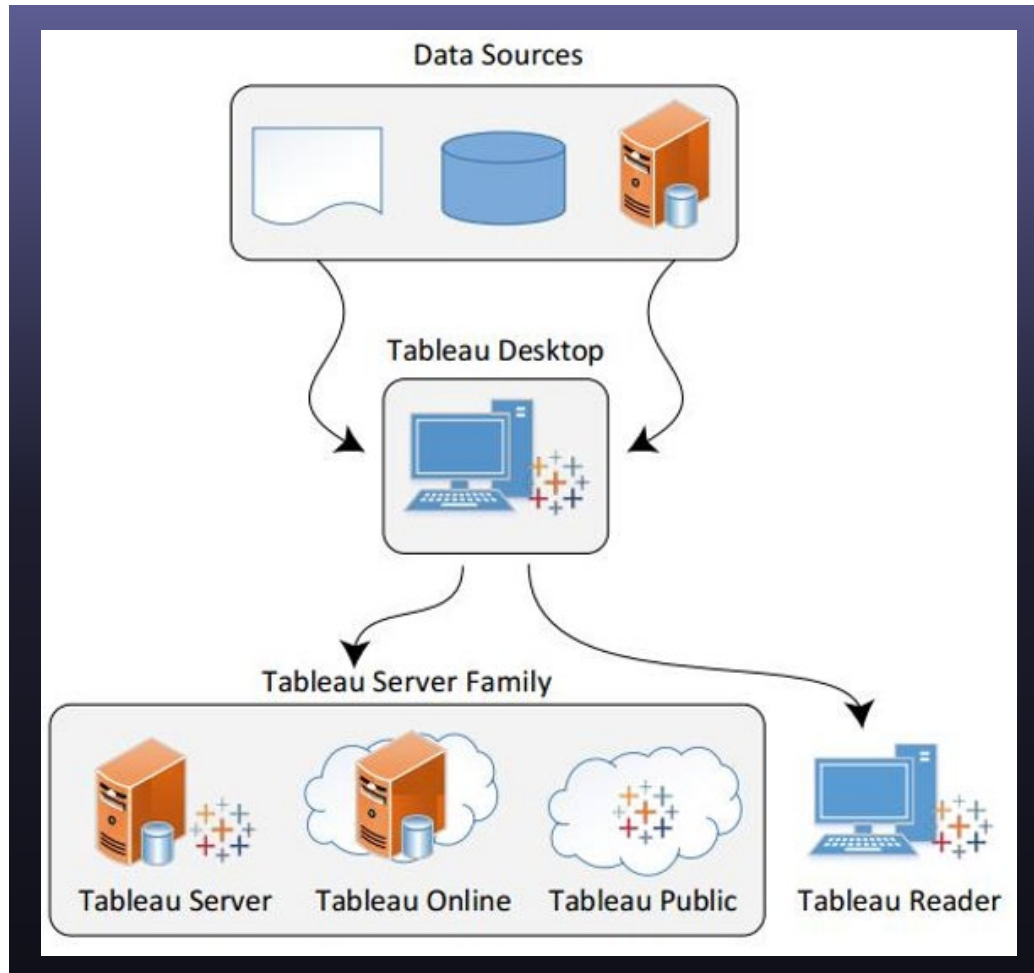 Data Sources
Tableau Desktop
Tableau Server Family
Tableau Server
Tableau Online
Tableau Public
Tableau Reader